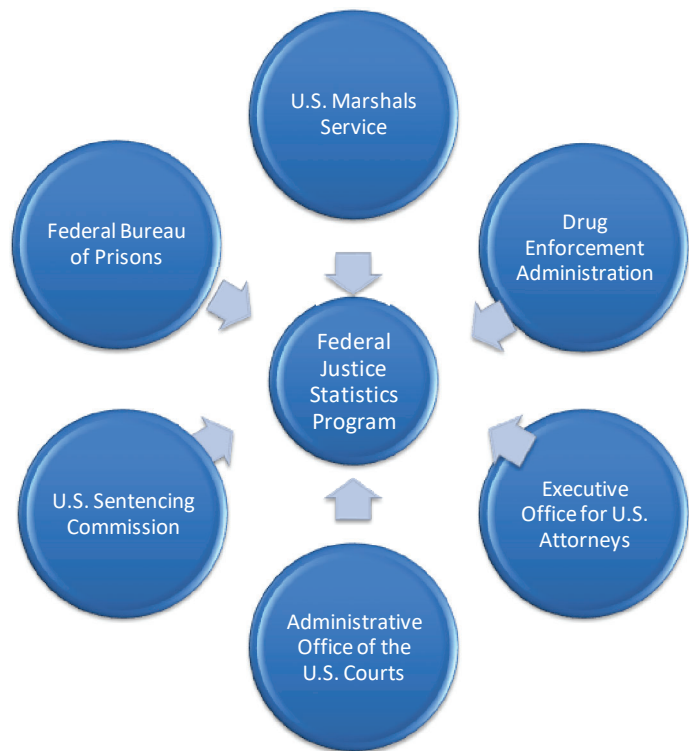 U.S. Marshals
Service
Federal Bureau
of Prisons
Drug
Enforcement
Administration
Federal
Justice
Statistics
Program
U.S. Sentencing
Commission
Executive
Office for U.S.
Attorneys
Administrative
Office of the
U.S. Courts